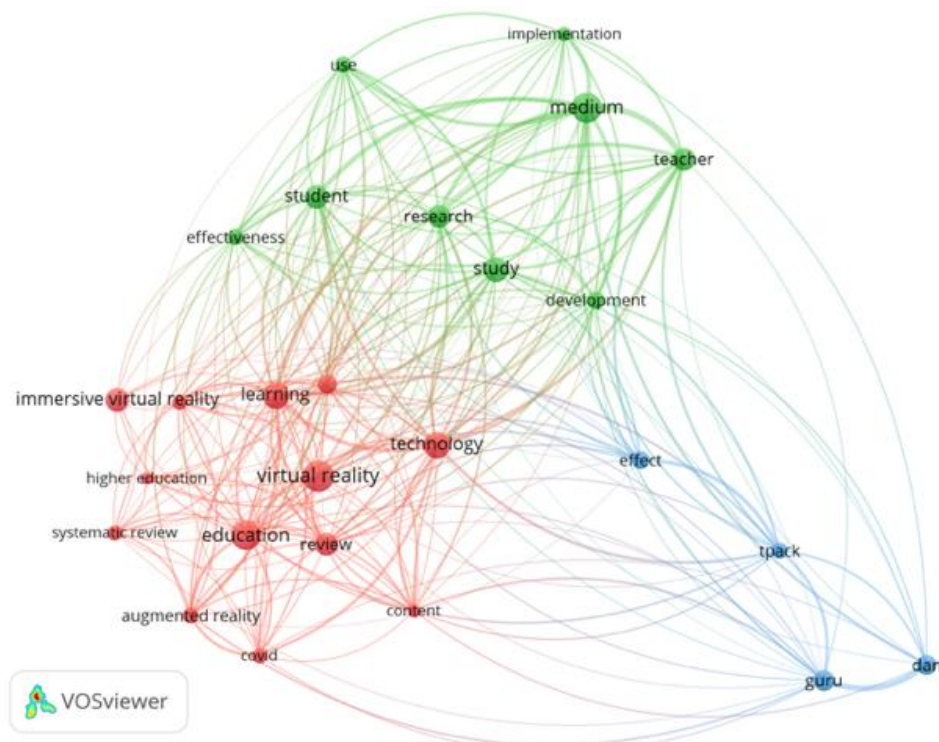 implementation
use
medium
teacher
student
research
effectiveness
study
development
immersive virtual reality
learning
technology
effect
virtual reality
higher education
systematic review
education
review
tpack
augmented reality
content
covid
guru
dan
VOSviewer